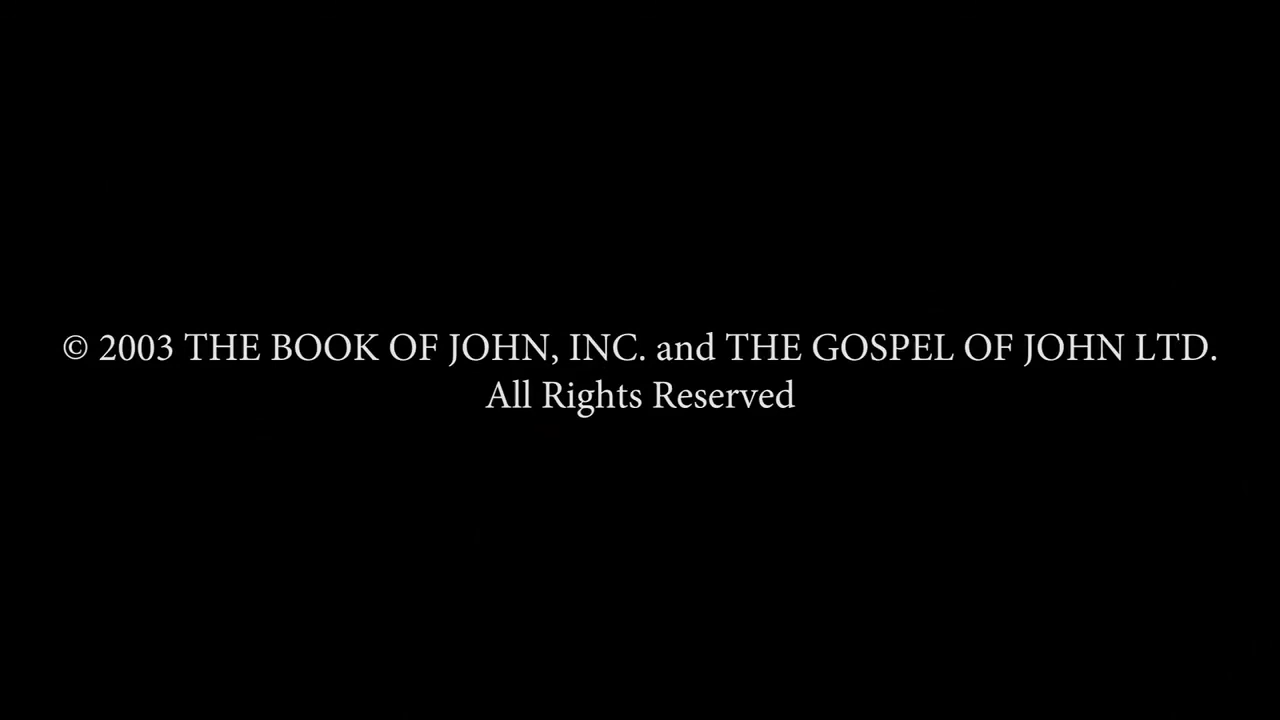 © 2003 THE BOOK OF JOHN, INC. and THE GOSPEL OF JOHN LTD.
All Rights Reserved